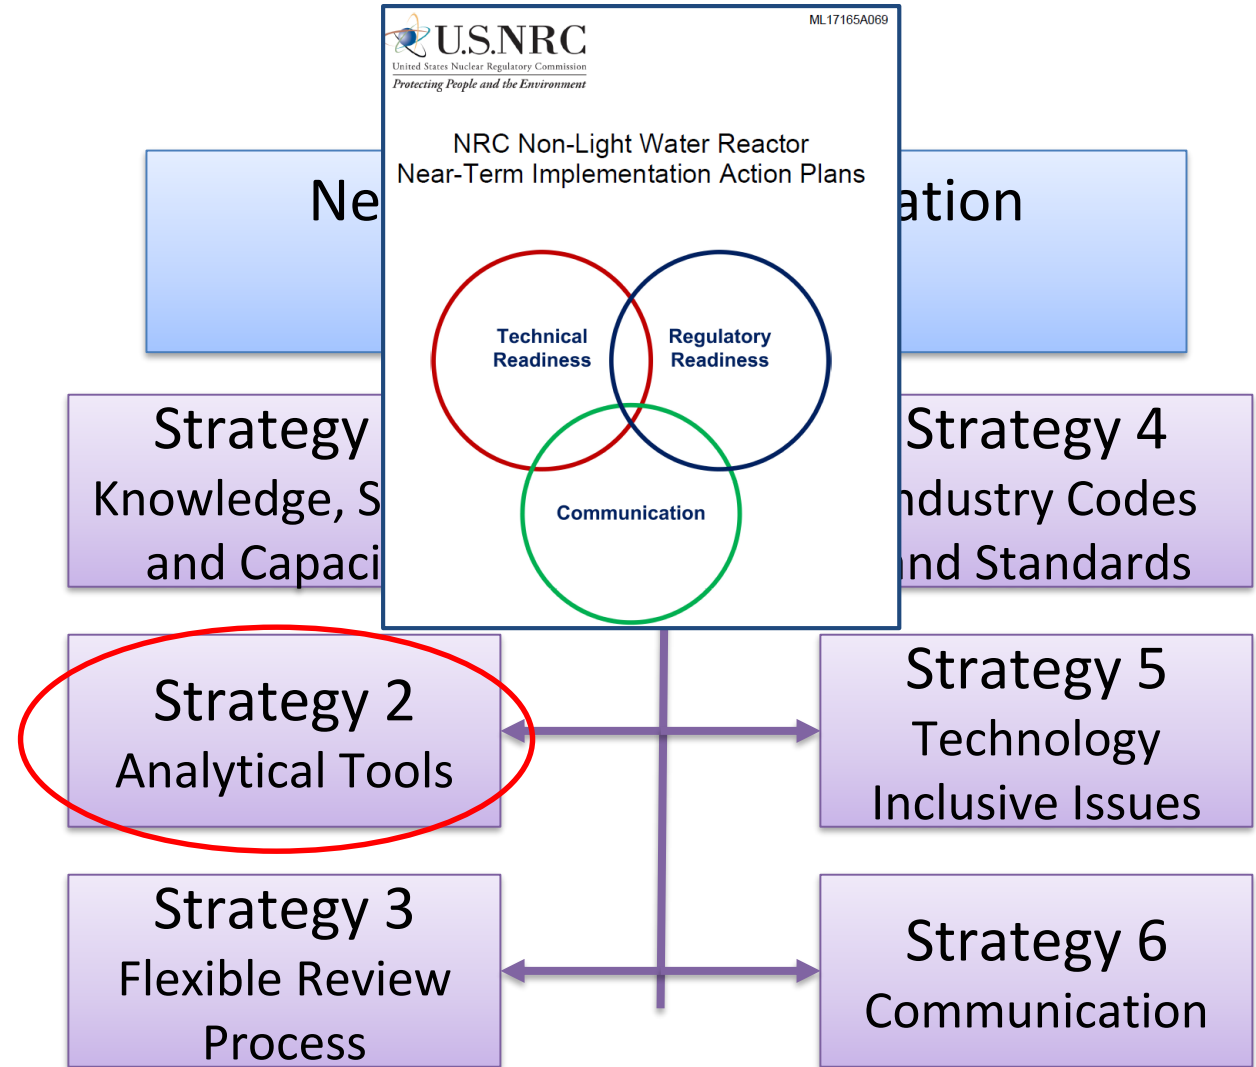 ML17165A069
U.S.NRC
United States Nuclear Regulatory Commission
Protecting People and the Environment
NRC Non-Light Water Reactor
Near-Term Implementation Action Plans
Technical
Readiness
Regulatory
Readiness
Communication
Ne
ation
Strategy
Knowledge, S
and Capaci
Strategy 2
Analytical Tools
Strategy 3
Flexible Review
Process
Strategy 4
ndustry Codes
nd Standards
Strategy 5
Technology
Inclusive Issues
Strategy 6
Communication